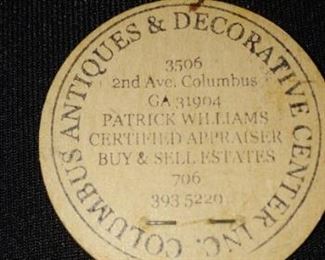 COLUMBUS ANTIQUES & DECORATIVE CENTER INC.
3506
2nd Ave. Columbus
GA 31904
PATRICK WILLIAMS
CERTIFIED APPRAISER
BUY & SELL ESTATES
706
393 5220